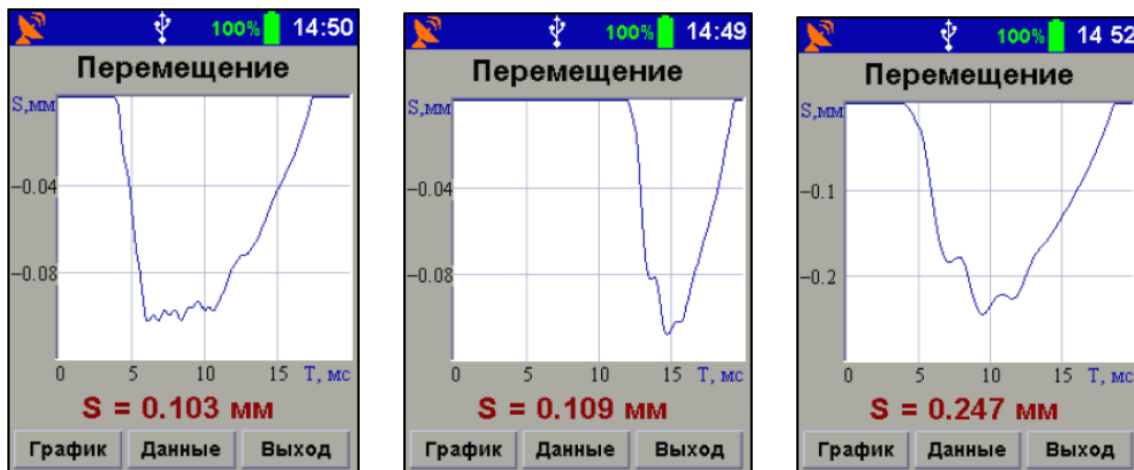 100% 14:50
Перемещение
S,мм
-0.04
-0.08
0 5 10 15 T, мс
S = 0.103 мм
График Данные Выход
100% 14:49
Перемещение
S,мм
-0.04
-0.08
0 5 10 15 T, мс
S = 0.109 мм
График Данные Выход
100% 14 52
Перемещение
S,мм
-0.1
-0.2
0 5 10 15 T, мс
S = 0.247 мм
График Данные Выход